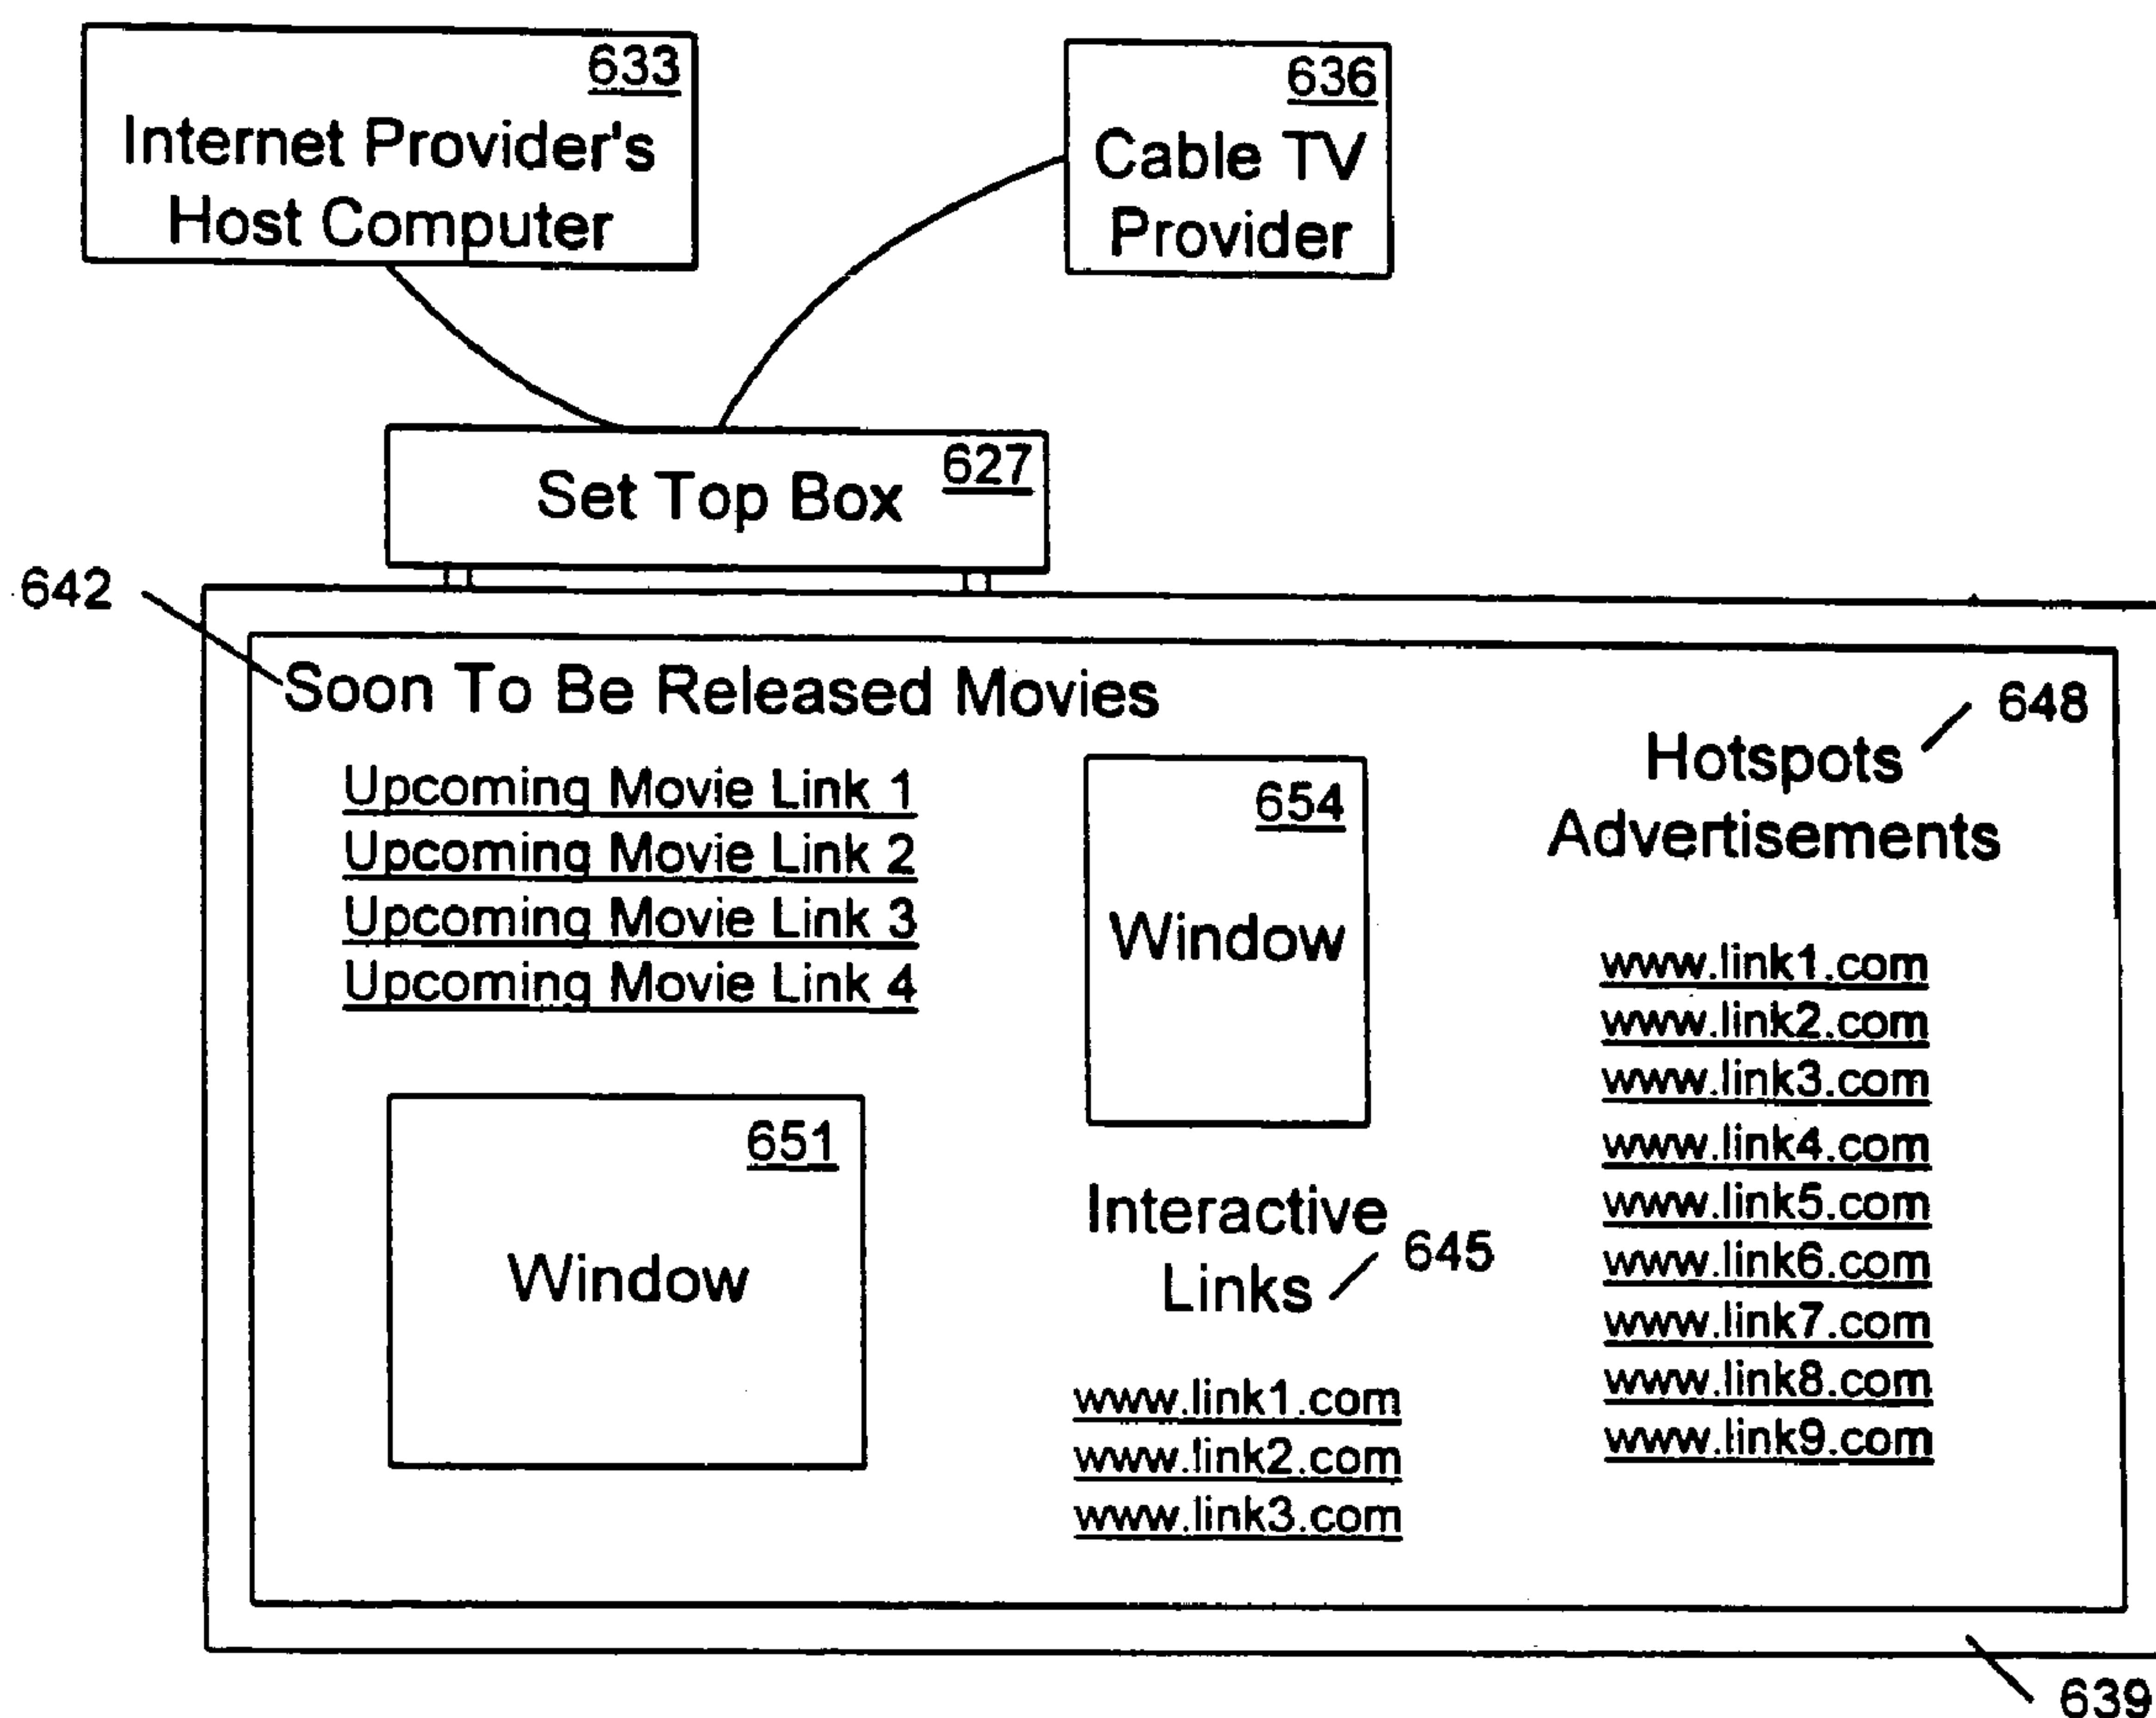 633
Internet Provider's
Host Computer
636
Cable TV
Provider
627
Set Top Box
642
Soon To Be Released Movies
Upcoming Movie Link 1
Upcoming Movie Link 2
Upcoming Movie Link 3
Upcoming Movie Link 4
651
Window
654
Window
Interactive
Links
645
www.link1.com
www.link2.com
www.link3.com
648
Hotspots
Advertisements
www.link1.com
www.link2.com
www.link3.com
www.link4.com
www.link5.com
www.link6.com
www.link7.com
www.link8.com
www.link9.com
639